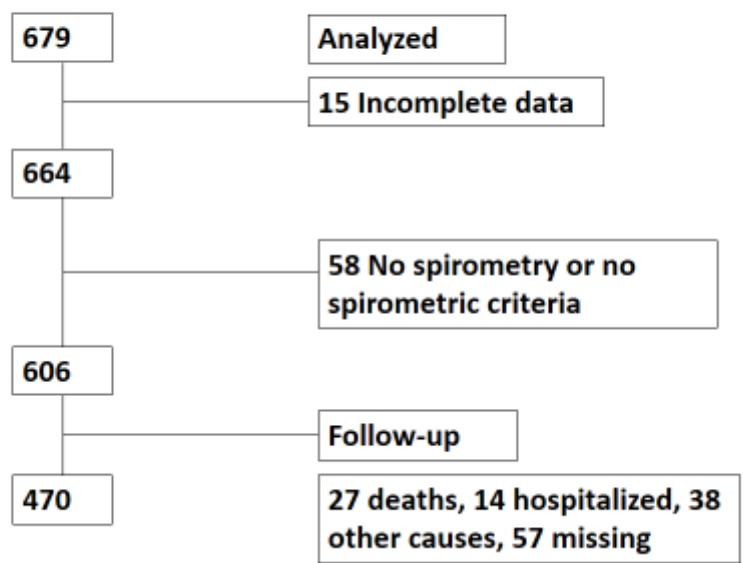 679
Analyzed
15 Incomplete data
664
58 No spirometry or no
spirometric criteria
606
Follow-up
470
27 deaths, 14 hospitalized, 38
other causes, 57 missing